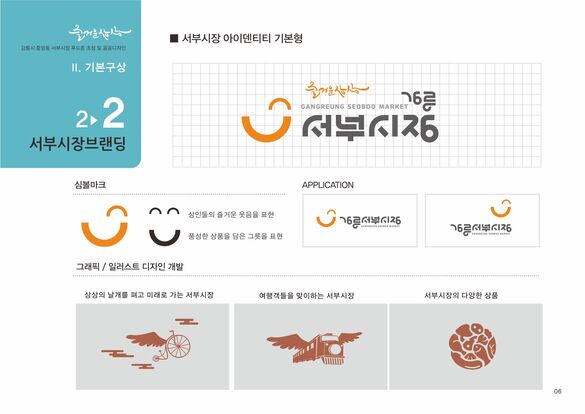 즐거운 상상
강릉시 중앙동 서부시장 푸드존 조성 및 공공디자인
II. 기본구상
2▶2
서부시장브랜딩
■ 서부시장 아이덴티티 기본형
즐거운 상상
강릉
GANGREUNG SEOBDO MARKET
서부시장
심볼마크
상인들의 즐거운 웃음을 표현
풍성한 상품을 담은 그릇을 표현
APPLICATION
강릉서부시장
GANGREUNG SEOBDO MARKET
강릉서부시장
GANGREUNG SEOBDO MARKET
그래픽 / 일러스트 디자인 개발
상상의 날개를 펴고 미래로 가는 서부시장
여행객들을 맞이하는 서부시장
서부시장의 다양한 상품
06